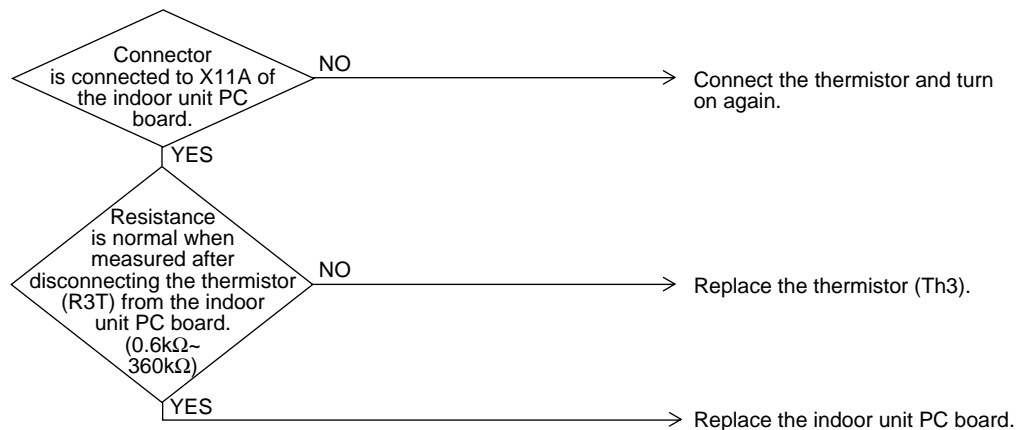 Connector
is connected to X11A of
the indoor unit PC
board.
NO
Connect the thermistor and turn
on again.
YES
Resistance
is normal when
measured after
disconnecting the thermistor
(R3T) from the indoor
unit PC board.
(0.6kΩ~
360kΩ)
NO
Replace the thermistor (Th3).
YES
Replace the indoor unit PC board.